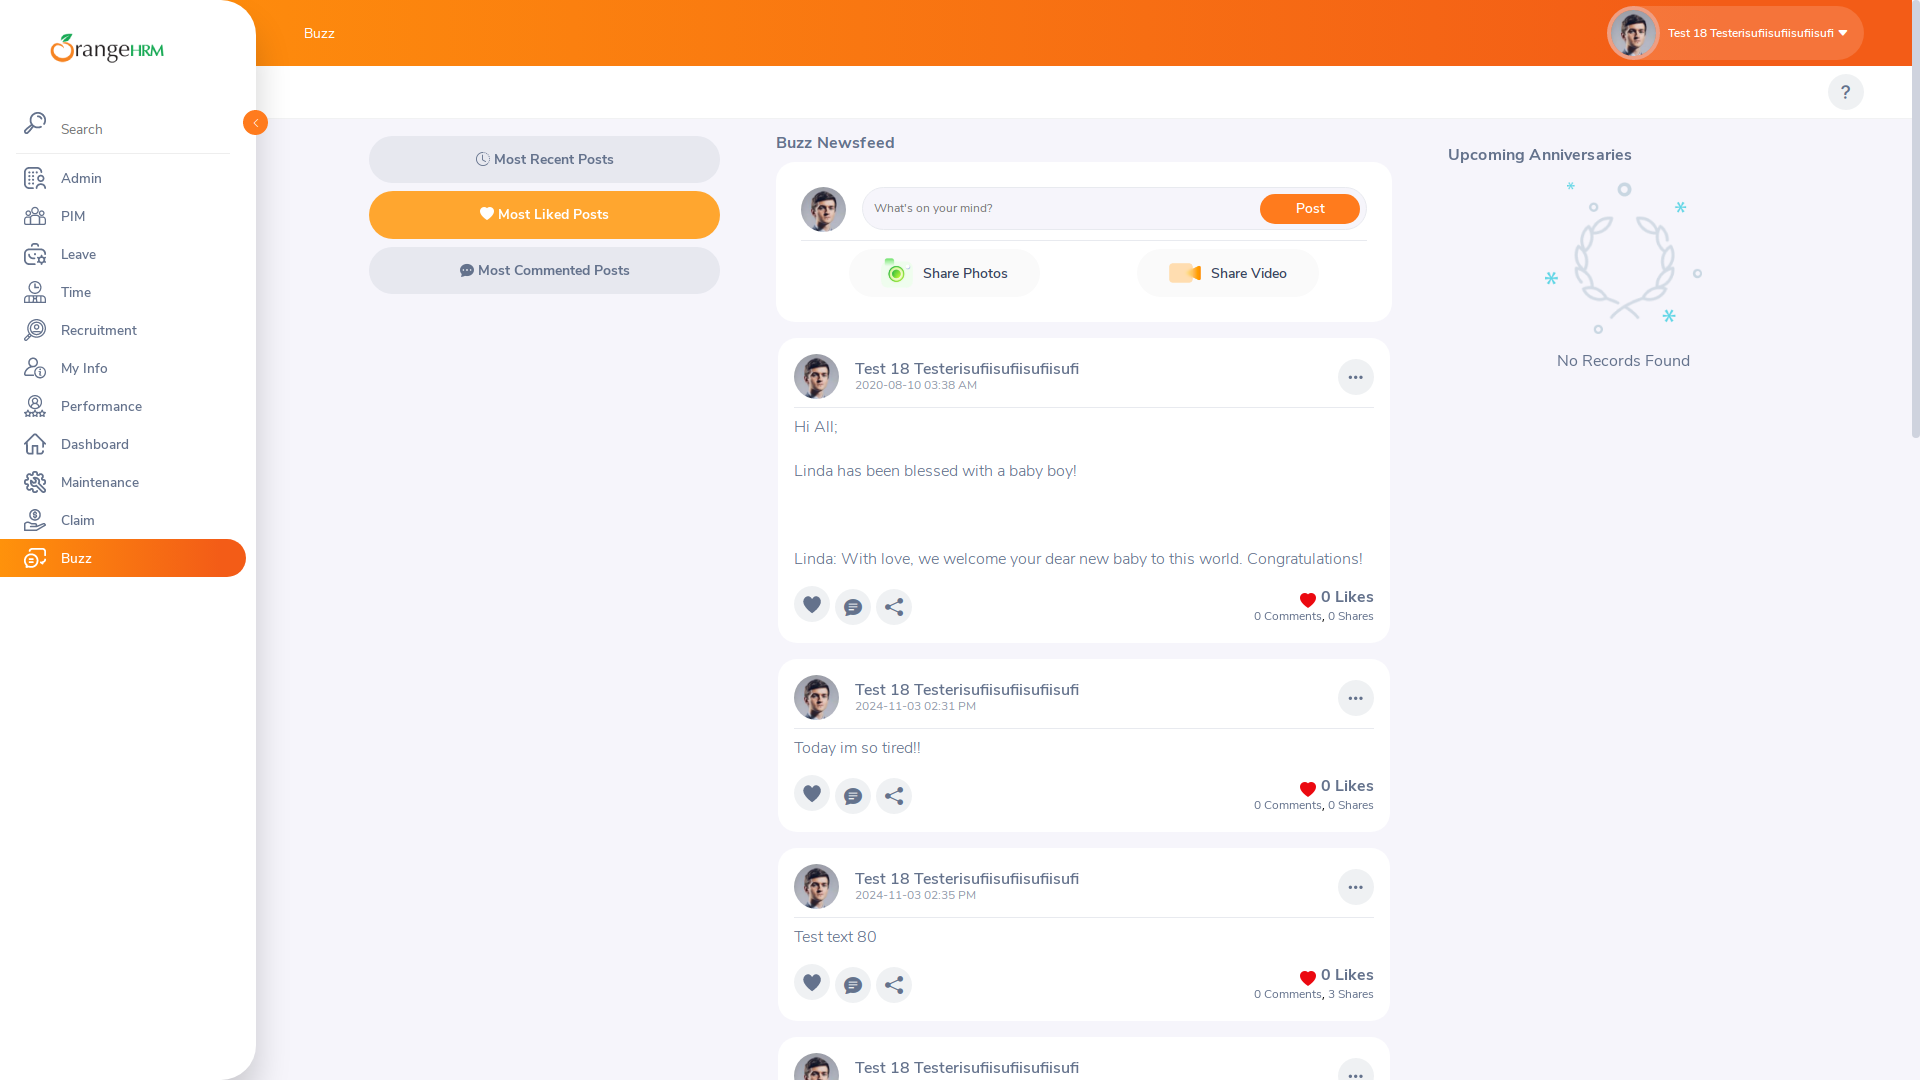 OrangeHRM
Search
Admin
PIM
Leave
Time
Recruitment
My Info
Performance
Dashboard
Maintenance
Claim
Buzz
Buzz
Test 18 Testerisufiisufiisufiisufi
?
Most Recent Posts
Most Liked Posts
Most Commented Posts
Buzz Newsfeed
What's on your mind?
Post
Share Photos
Share Video
Test 18 Testerisufiisufiisufiisufi
2020-08-10 03:38 AM
Hi All;
Linda has been blessed with a baby boy!
Linda: With love, we welcome your dear new baby to this world. Congratulations!
0 Likes
0 Comments, 0 Shares
Test 18 Testerisufiisufiisufiisufi
2024-11-03 02:31 PM
Today im so tired!!
0 Likes
0 Comments, 0 Shares
Test 18 Testerisufiisufiisufiisufi
2024-11-03 02:35 PM
Test text 80
0 Likes
0 Comments, 3 Shares
Test 18 Testerisufiisufiisufiisufi
Upcoming Anniversaries
No Records Found